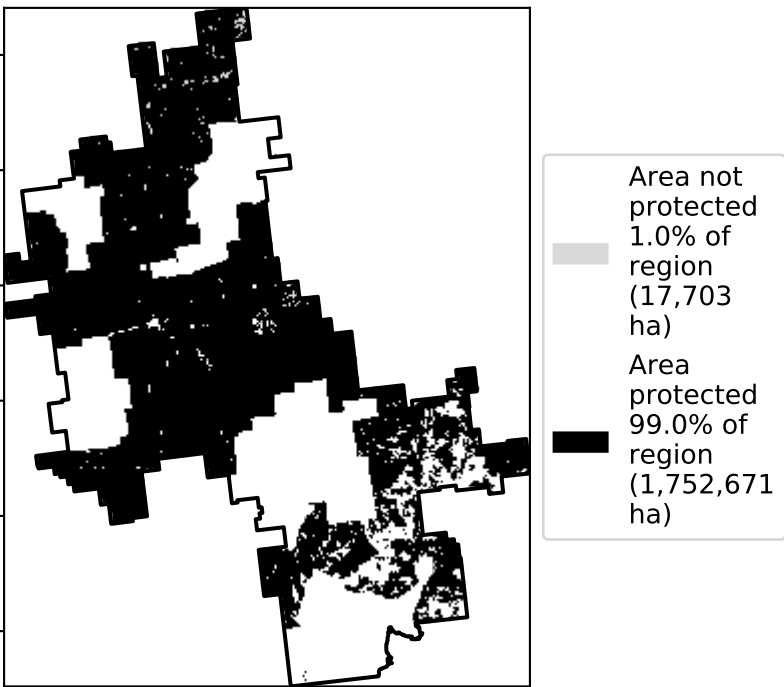 Area not
protected
1.0% of
region
(17,703
ha)
Area
protected
99.0% of
region
(1,752,671
ha)